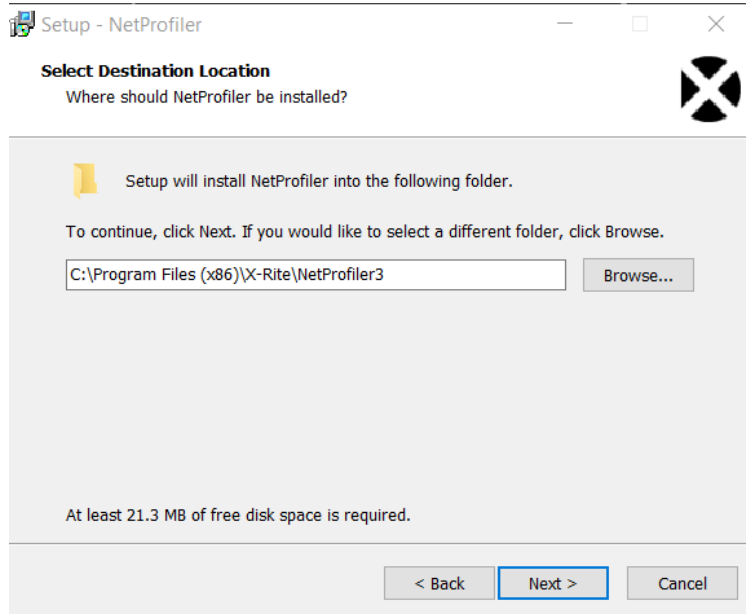 Setup - NetProfiler
Select Destination Location
Where should NetProfiler be installed?
Setup will install NetProfiler into the following folder.
To continue, click Next. If you would like to select a different folder, click Browse.
C:\Program Files (x86)\X-Rite\NetProfiler3
Browse...
At least 21.3 MB of free disk space is required.
< Back
Next >
Cancel